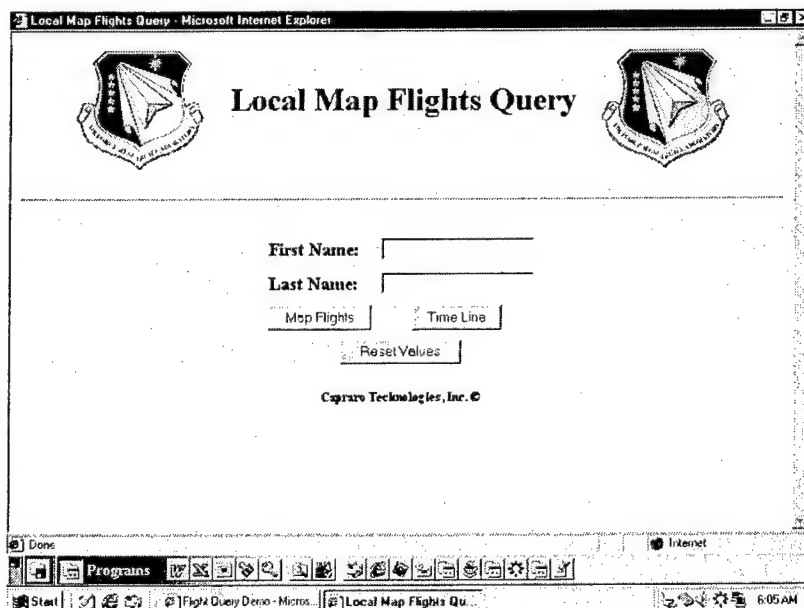 Local Map Flights Query - Microsoft Internet Explorer
Local Map Flights Query
First Name:
Last Name:
Map Flights Time Line
Reset Values
Capraro Technologies, Inc. ©
Done Internet
Programs
Start Flight Query Demo - Micros... Local Map Flights Qu... 6:05 AM